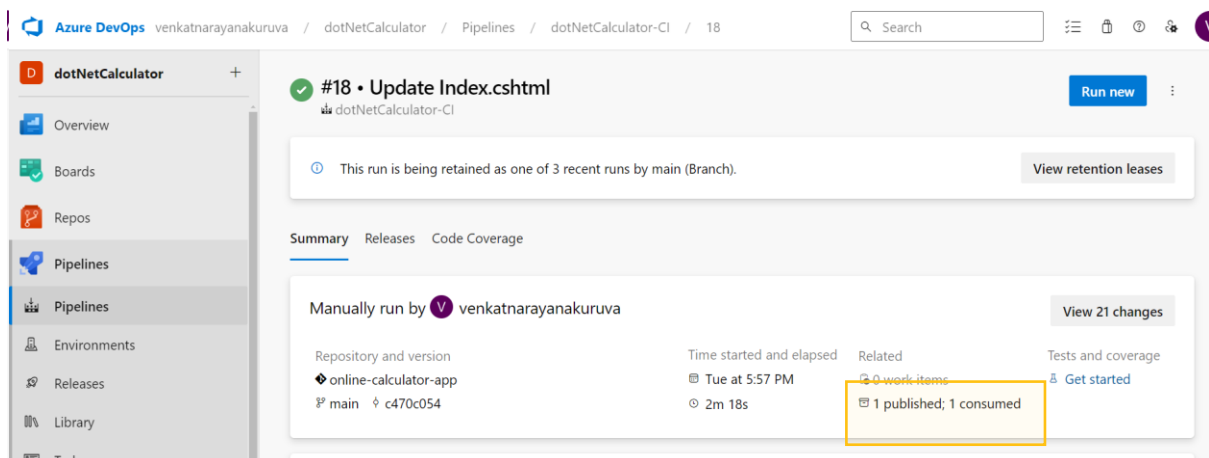 Azure DevOps venkatnarayanakuruva / dotNetCalculator / Pipelines / dotNetCalculator-CI / 18
Search
V
D dotNetCalculator +
Overview
Boards
Repos
Pipelines
Pipelines
Environments
Releases
Library
#18 • Update Index.cshtml
dotNetCalculator-CI
Run new
This run is being retained as one of 3 recent runs by main (Branch).
View retention leases
Summary Releases Code Coverage
Manually run by V venkatnarayanakuruva
View 21 changes
Repository and version
online-calculator-app
main c470c054
Time started and elapsed
Tue at 5:57 PM
2m 18s
Related
0 work items
1 published; 1 consumed
Tests and coverage
Get started